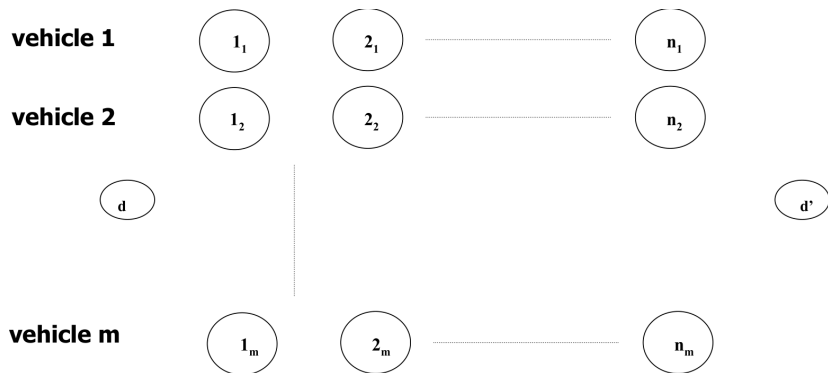 vehicle 1 1₁ 2₁ n₁
vehicle 2 1₂ 2₂ n₂
d d’
vehicle m 1ₘ 2ₘ nₘ